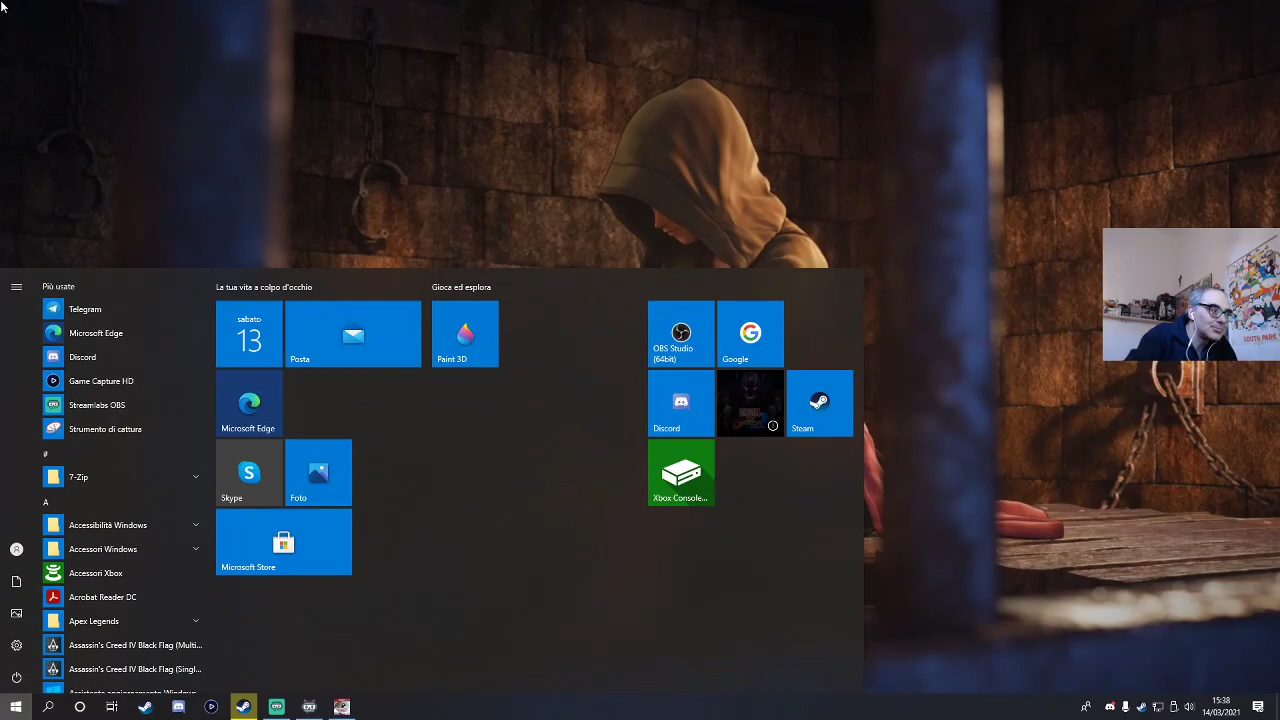 Più usate
Telegram
Microsoft Edge
Discord
Game Capture HD
Streamlabs OBS
Strumento di cattura
#
7-Zip
A
Accessibilità Windows
Accessori Windows
Accessori Xbox
Acrobat Reader DC
Apex Legends
Assassin's Creed IV Black Flag (Multi...
Assassin's Creed IV Black Flag (Singl...
La tua vita a colpo d'occhio
sabato
13
Posta
Microsoft Edge
Skype
Foto
Microsoft Store
Gioca ed esplora
Paint 3D
OBS Studio
(64bit)
Google
Discord
Steam
Xbox Console...
SOUTH PARK
15:38
14/03/2021